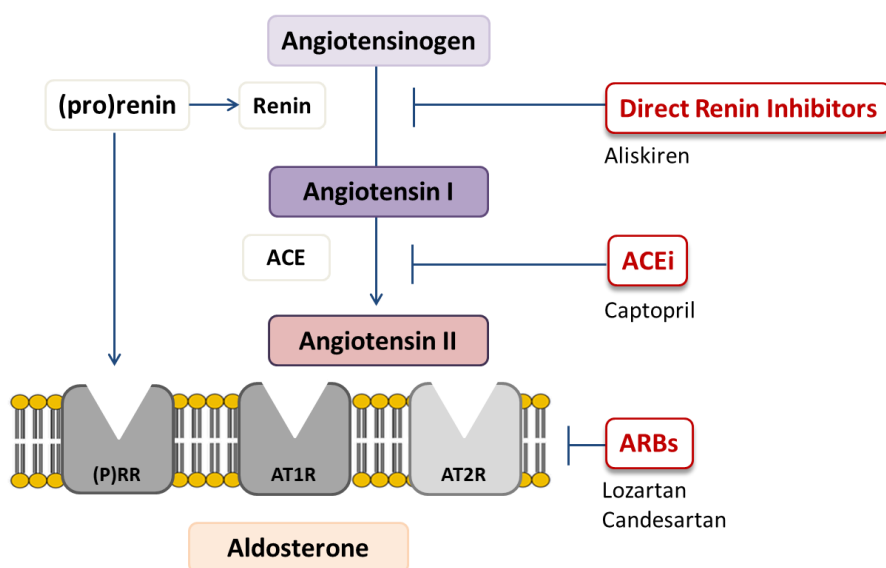 Angiotensinogen
(pro)renin
Renin
Direct Renin Inhibitors
Aliskiren
Angiotensin I
ACE
ACEi
Captopril
Angiotensin II
(P)RR
AT1R
AT2R
ARBs
Lozartan
Candesartan
Aldosterone